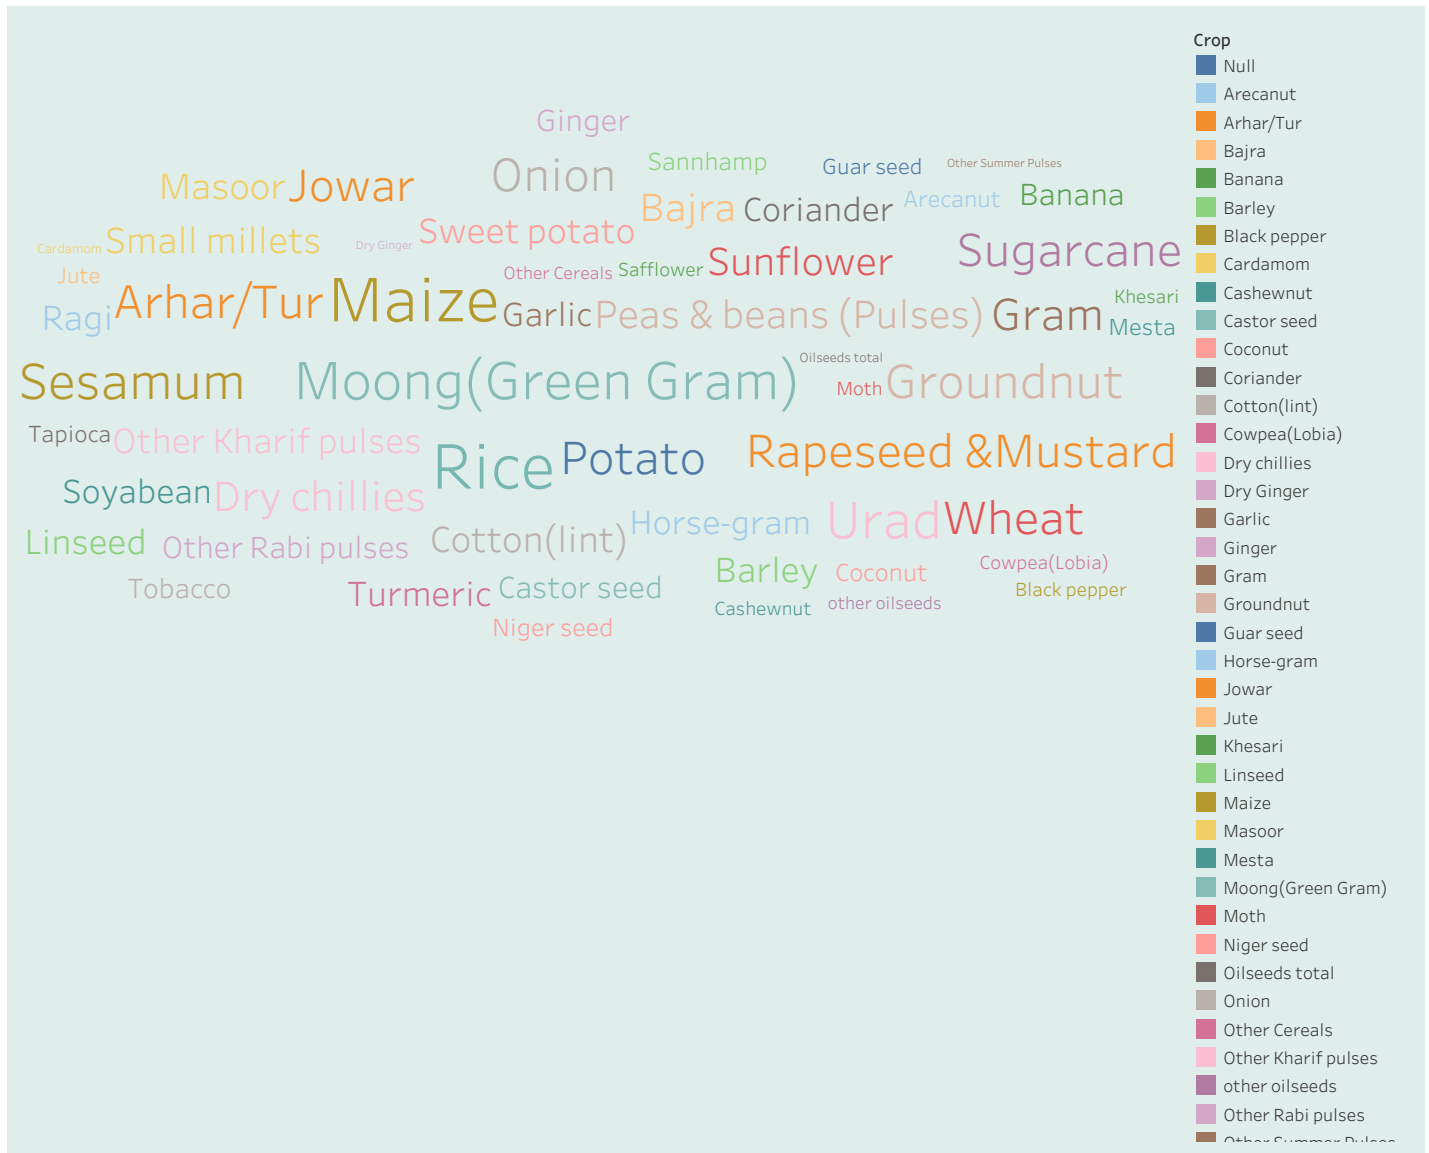 Ginger
Onion
Sannhamp
Guar seed
Other Summer Pulses
Masoor
Jowar
Bajra
Coriander
Arecanut
Banana
Cardamom
Small millets
Dry Ginger
Sweet potato
Other Cereals
Safflower
Sunflower
Sugarcane
Jute
Ragi
Arhar/Tur
Maize
Garlic
Peas & beans (Pulses)
Gram
Khesari
Mesta
Sesamum
Moong(Green Gram)
Oilseeds total
Moth
Groundnut
Tapioca
Other Kharif pulses
Rice
Potato
Rapeseed &Mustard
Soyabean
Dry chillies
Linseed
Other Rabi pulses
Cotton(lint)
Horse-gram
Urad
Wheat
Tobacco
Turmeric
Castor seed
Barley
Coconut
Cowpea(Lobia)
Black pepper
Cashewnut
other oilseeds
Niger seed
Crop
Null
Arecanut
Arhar/Tur
Bajra
Banana
Barley
Black pepper
Cardamom
Cashewnut
Castor seed
Coconut
Coriander
Cotton(lint)
Cowpea(Lobia)
Dry chillies
Dry Ginger
Garlic
Ginger
Gram
Groundnut
Guar seed
Horse-gram
Jowar
Jute
Khesari
Linseed
Maize
Masoor
Mesta
Moong(Green Gram)
Moth
Niger seed
Oilseeds total
Onion
Other Cereals
Other Kharif pulses
other oilseeds
Other Rabi pulses
Other Summer Pulses